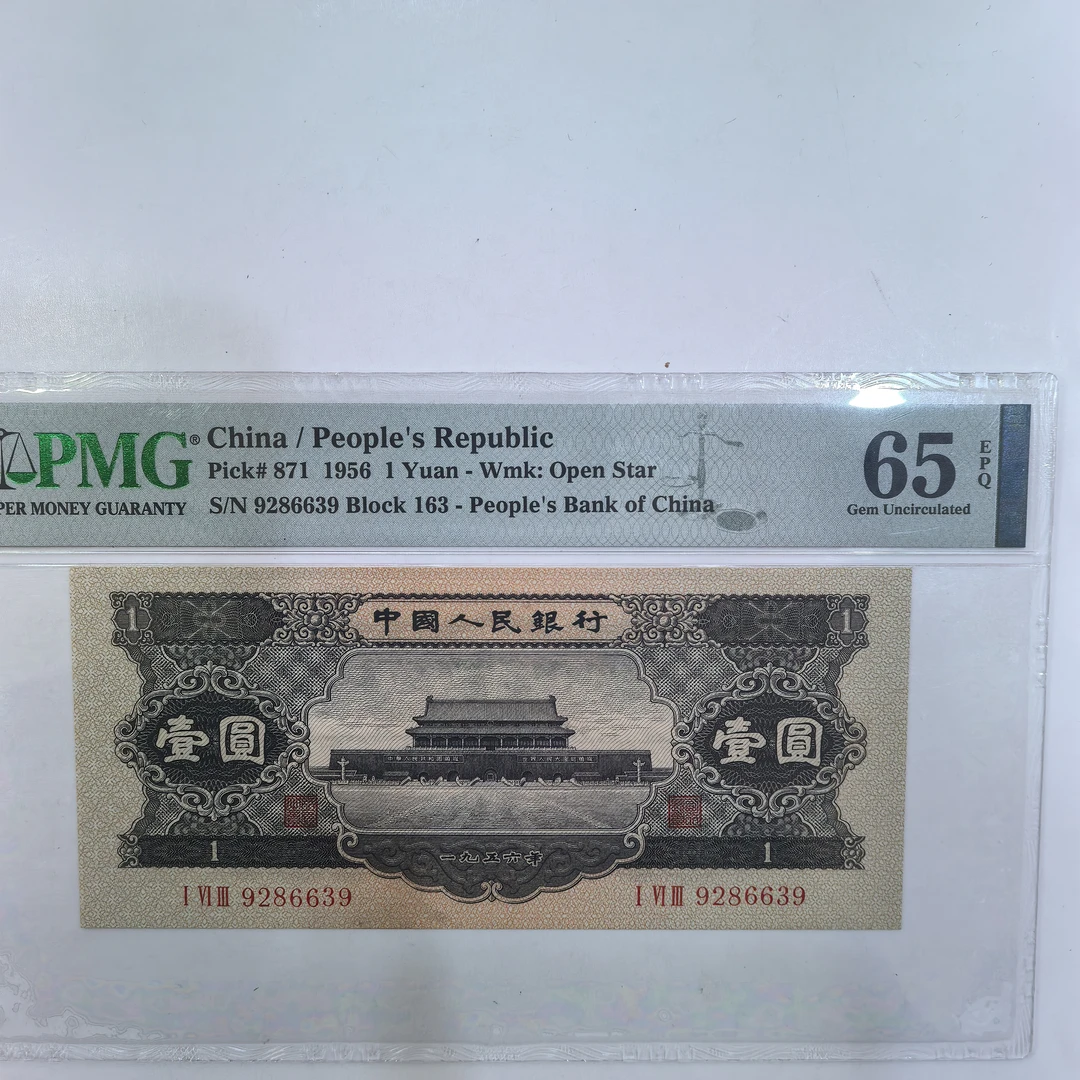 PMG®
PER MONEY GUARANTY
China / People's Republic
Pick# 871 1956 1 Yuan - Wmk: Open Star
S/N 9286639 Block 163 - People's Bank of China
65
EPQ
Gem Uncirculated
1
中國人民銀行
1
壹圓
壹圓
1
一九五六年
1
I VI III 9286639
I VI III 9286639